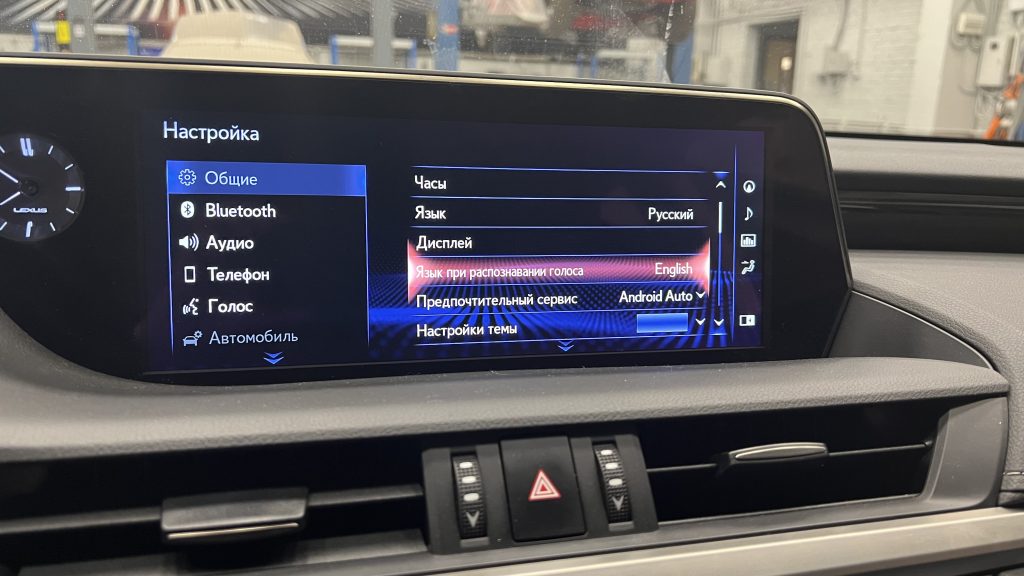 Настройка
LEXUS
Общие
Bluetooth
Аудио
Телефон
Голос
Автомобиль
Часы
Язык Русский
Дисплей
Язык при распознавании голоса English
Предпочтительный сервис Android Auto
Настройки темы